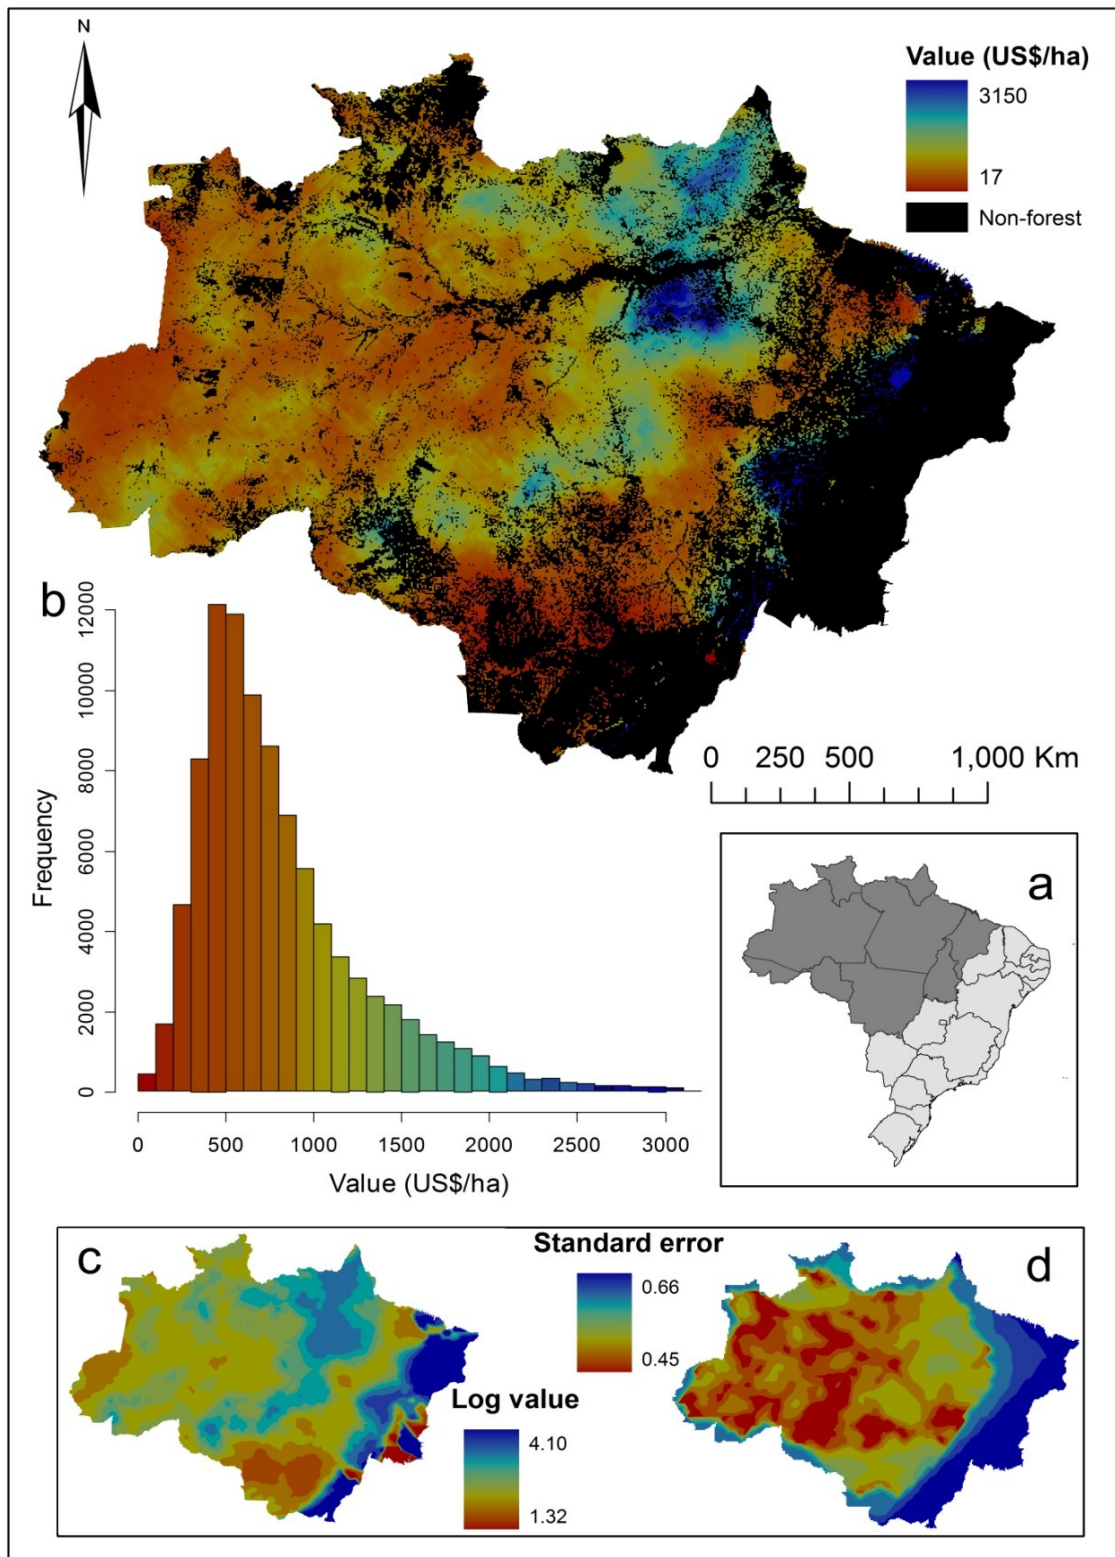 N
Value (US$/ha)
3150
17
Non-forest
b
12000
10000
8000
6000
4000
2000
0
Frequency
0 500 1000 1500 2000 2500 3000
Value (US$/ha)
0 250 500 1,000 Km
a
c
Standard error
0.66
0.45
d
Log value
4.10
1.32